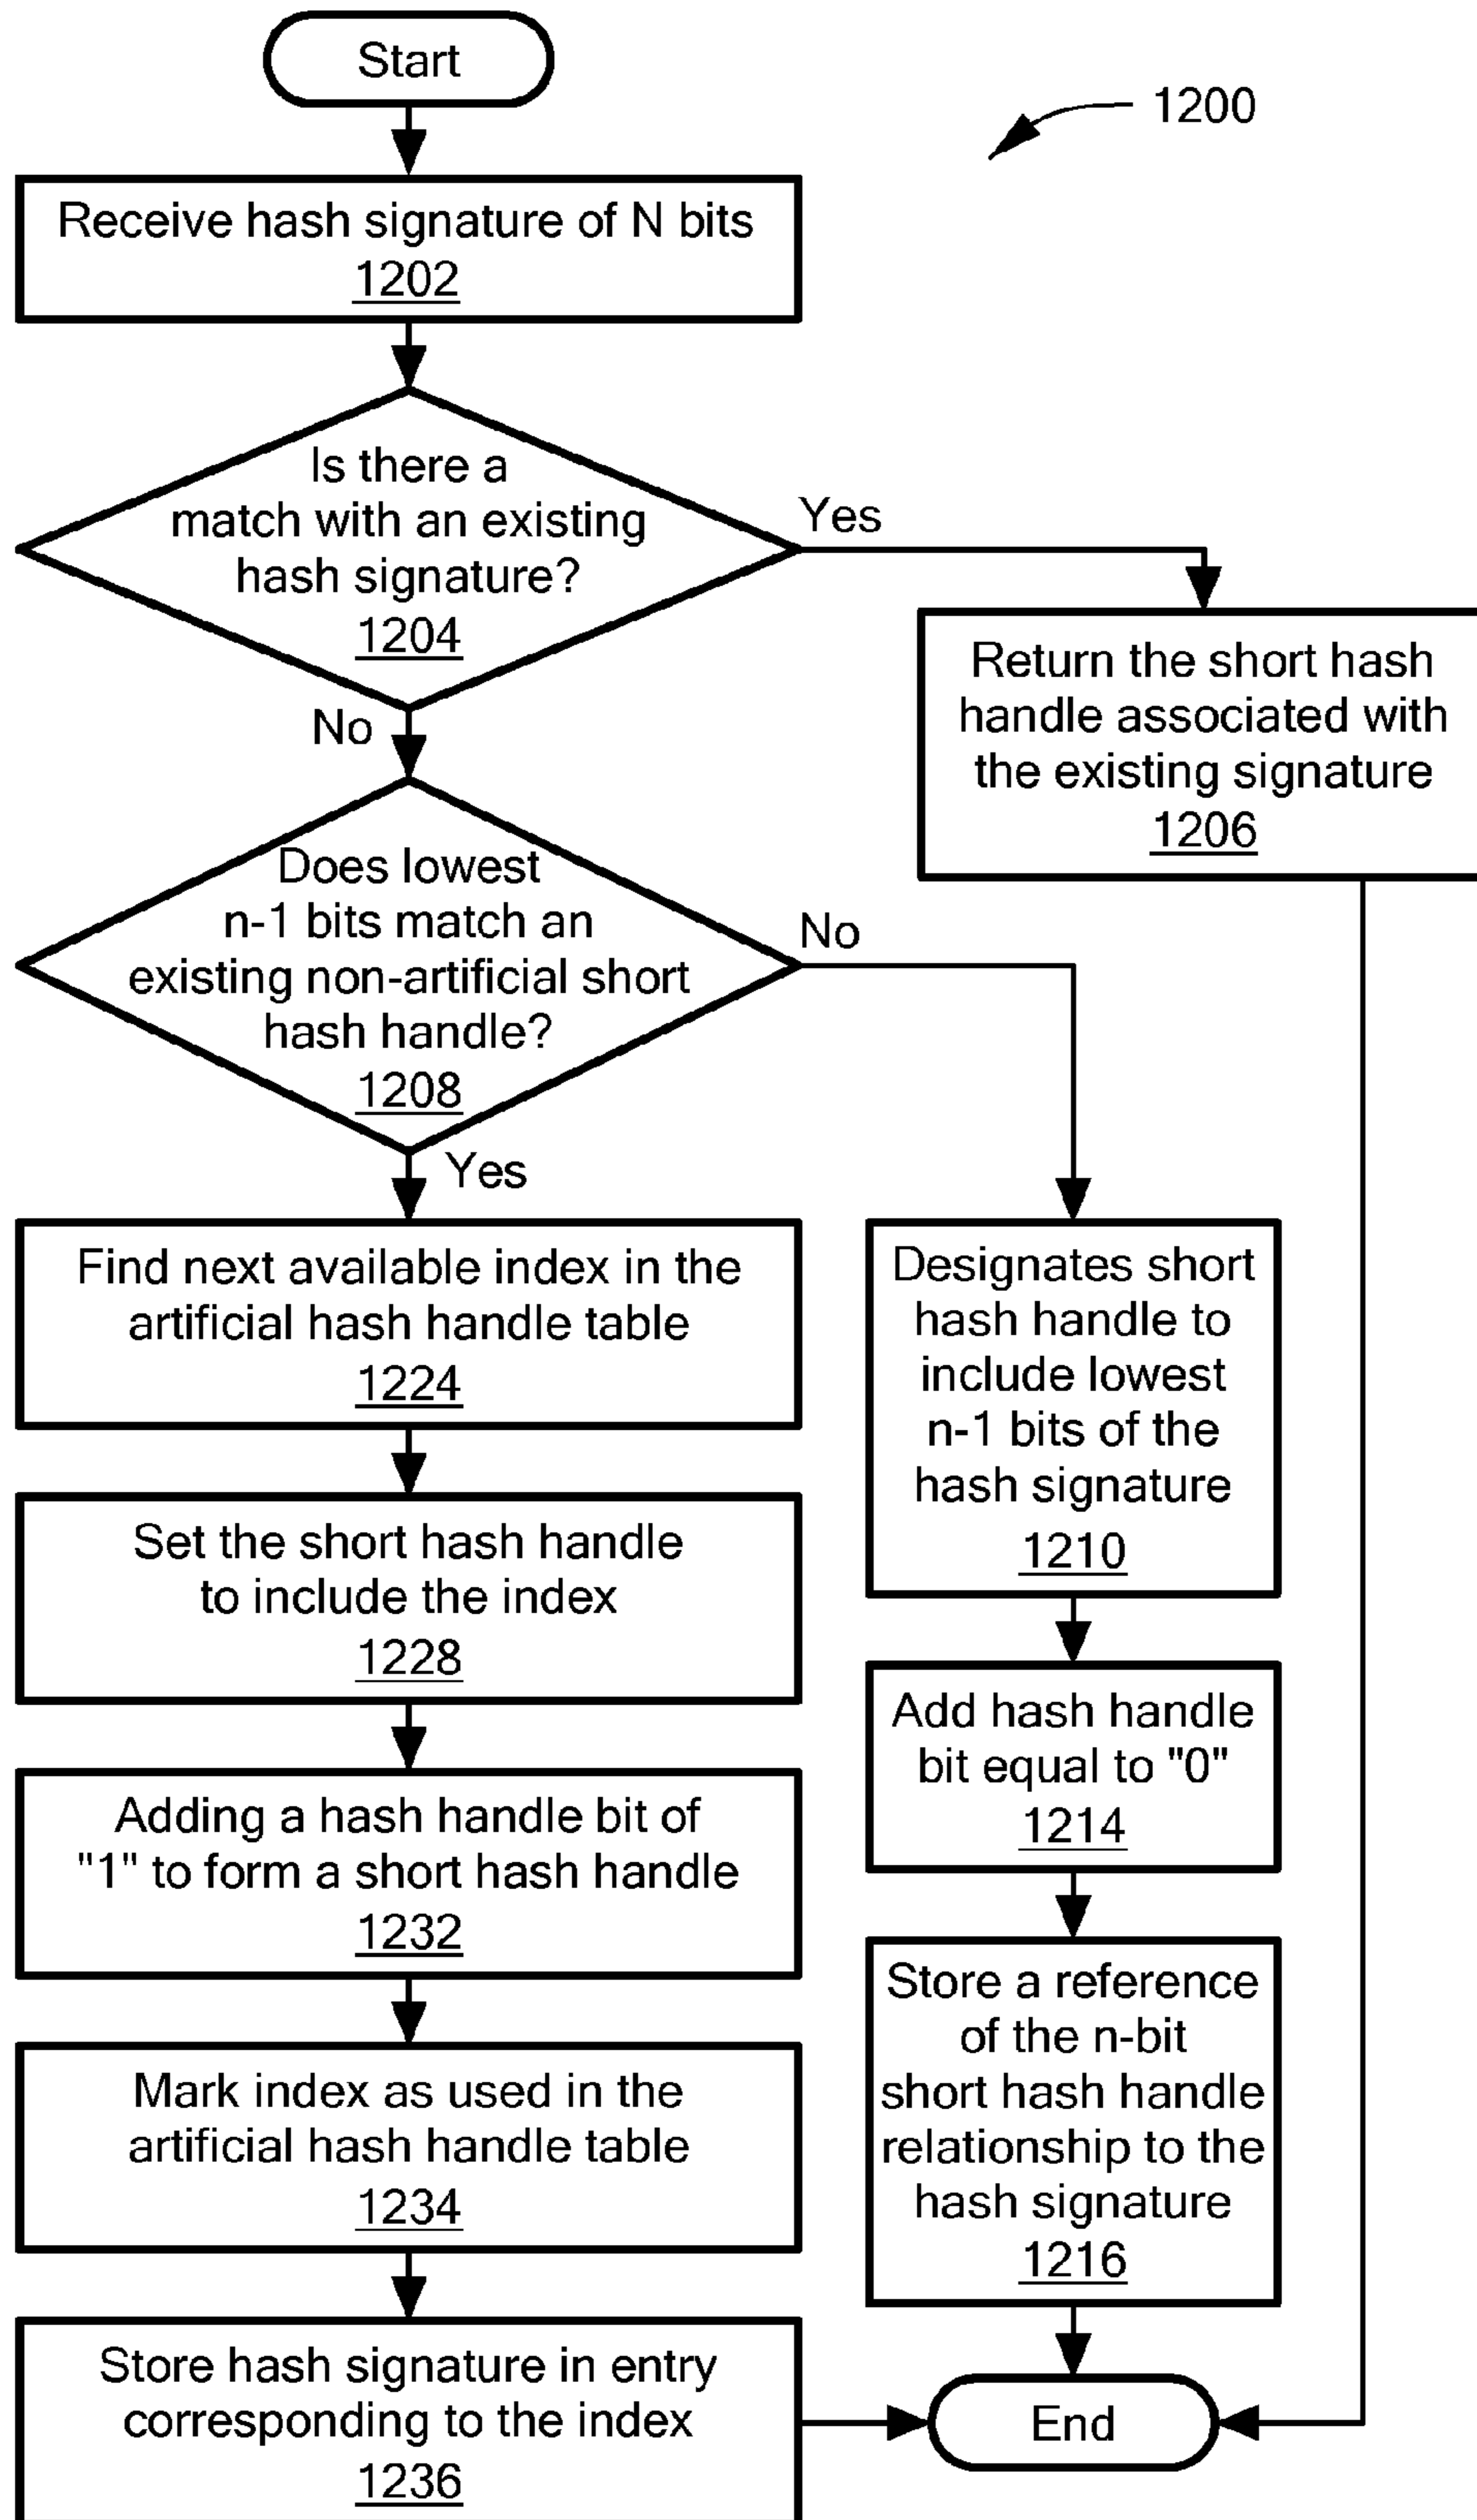 Start
1200
Receive hash signature of N bits
1202
Is there a
match with an existing
hash signature?
1204
Yes
No
Return the short hash
handle associated with
the existing signature
1206
Does lowest
n-1 bits match an
existing non-artificial short
hash handle?
1208
No
Yes
Find next available index in the
artificial hash handle table
1224
Set the short hash handle
to include the index
1228
Adding a hash handle bit of
"1" to form a short hash handle
1232
Mark index as used in the
artificial hash handle table
1234
Store hash signature in entry
corresponding to the index
1236
Designates short
hash handle to
include lowest
n-1 bits of the
hash signature
1210
Add hash handle
bit equal to "0"
1214
Store a reference
of the n-bit
short hash handle
relationship to the
hash signature
1216
End